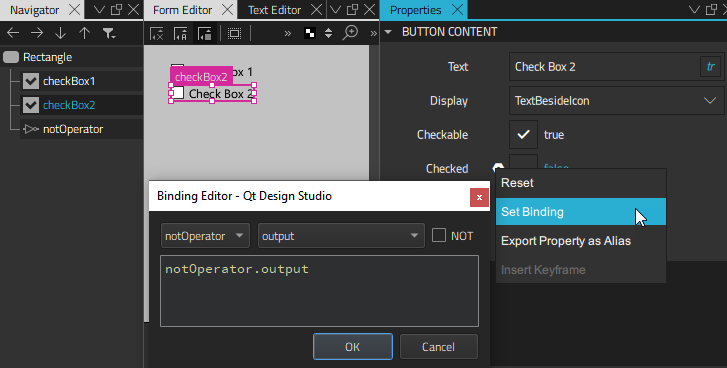 Navigator
Form Editor
Text Editor
Properties
BUTTON CONTENT
Rectangle
checkBox1
checkBox2
notOperator
ox 1
checkBox2
Check Box 2
Text
Check Box 2
tr
Display
TextBesideIcon
Checkable
true
Checked
false
Reset
Set Binding
Export Property as Alias
Insert Keyframe
Binding Editor - Qt Design Studio
x
notOperator
output
NOT
notOperator.output
OK
Cancel